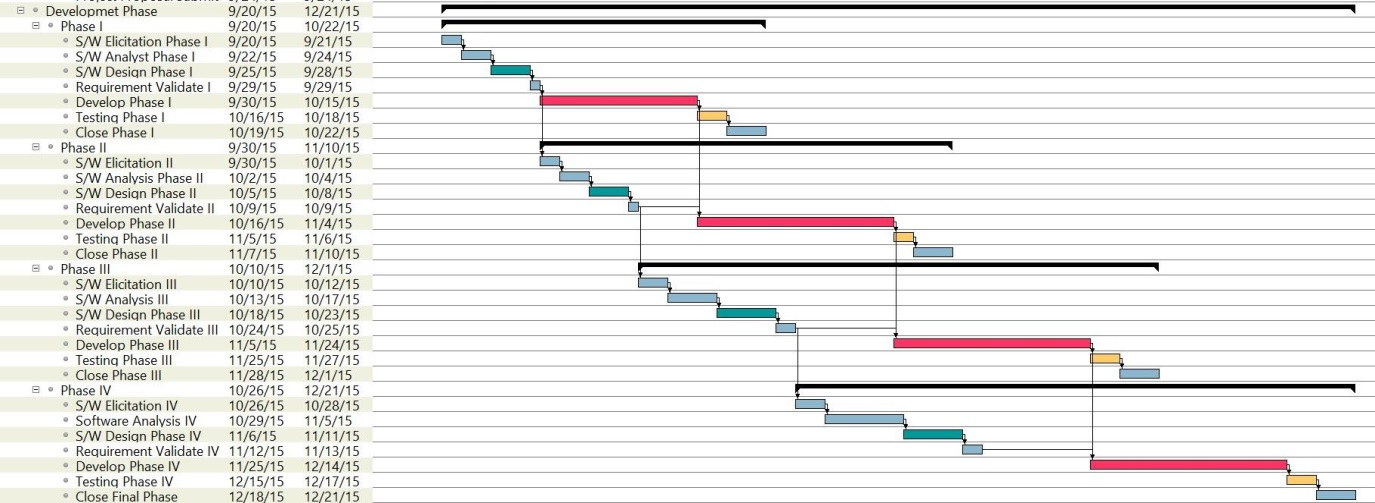 Developmet Phase 9/20/15 12/21/15
Phase I 9/20/15 10/22/15
S/W Elicitation Phase I 9/20/15 9/21/15
S/W Analyst Phase I 9/22/15 9/24/15
S/W Design Phase I 9/25/15 9/28/15
Requirement Validate I 9/29/15 9/29/15
Develop Phase I 9/30/15 10/15/15
Testing Phase I 10/16/15 10/18/15
Close Phase I 10/19/15 10/22/15
Phase II 9/30/15 11/10/15
S/W Elicitation II 9/30/15 10/1/15
S/W Analysis Phase II 10/2/15 10/4/15
S/W Design Phase II 10/5/15 10/8/15
Requirement Validate II 10/9/15 10/9/15
Develop Phase II 10/16/15 11/4/15
Testing Phase II 11/5/15 11/6/15
Close Phase II 11/7/15 11/10/15
Phase III 10/10/15 12/1/15
S/W Elicitation III 10/10/15 10/12/15
S/W Analysis III 10/13/15 10/17/15
S/W Design Phase III 10/18/15 10/23/15
Requirement Validate III 10/24/15 10/25/15
Develop Phase III 11/5/15 11/24/15
Testing Phase III 11/25/15 11/27/15
Close Phase III 11/28/15 12/1/15
Phase IV 10/26/15 12/21/15
S/W Elicitation IV 10/26/15 10/28/15
Software Analysis IV 10/29/15 11/5/15
S/W Design Phase IV 11/6/15 11/11/15
Requirement Validate IV 11/12/15 11/13/15
Develop Phase IV 11/25/15 12/14/15
Testing Phase IV 12/15/15 12/17/15
Close Final Phase 12/18/15 12/21/15